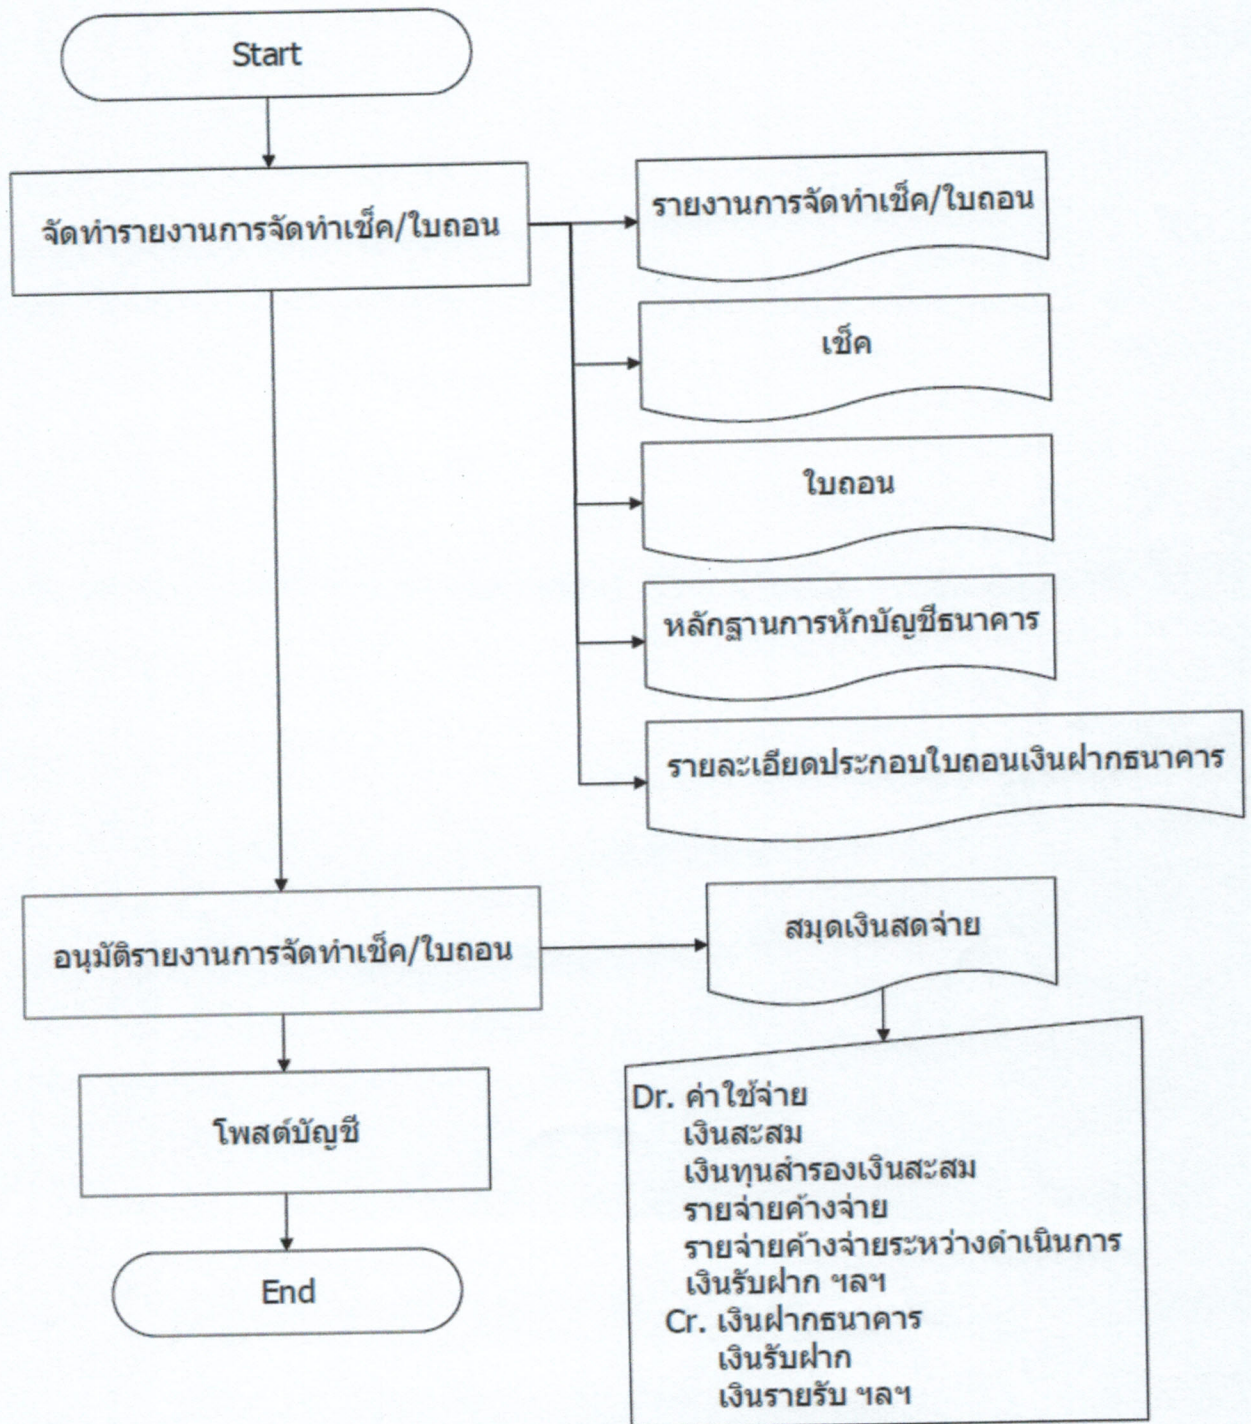 Start
จัดทำรายงานการจัดทำเช็ค/ใบถอน
รายงานการจัดทำเช็ค/ใบถอน
เช็ค
ใบถอน
หลักฐานการหักบัญชีธนาคาร
รายละเอียดประกอบใบถอนเงินฝากธนาคาร
อนุมัติรายงานการจัดทำเช็ค/ใบถอน
สมุดเงินสดจ่าย
โพสต์บัญชี
End
Dr. ค่าใช้จ่าย
เงินสะสม
เงินทุนสำรองเงินสะสม
รายจ่ายค้างจ่าย
รายจ่ายค้างจ่ายระหว่างดำเนินการ
เงินรับฝาก ฯลฯ
Cr. เงินฝากธนาคาร
เงินรับฝาก
เงินรายรับ ฯลฯ